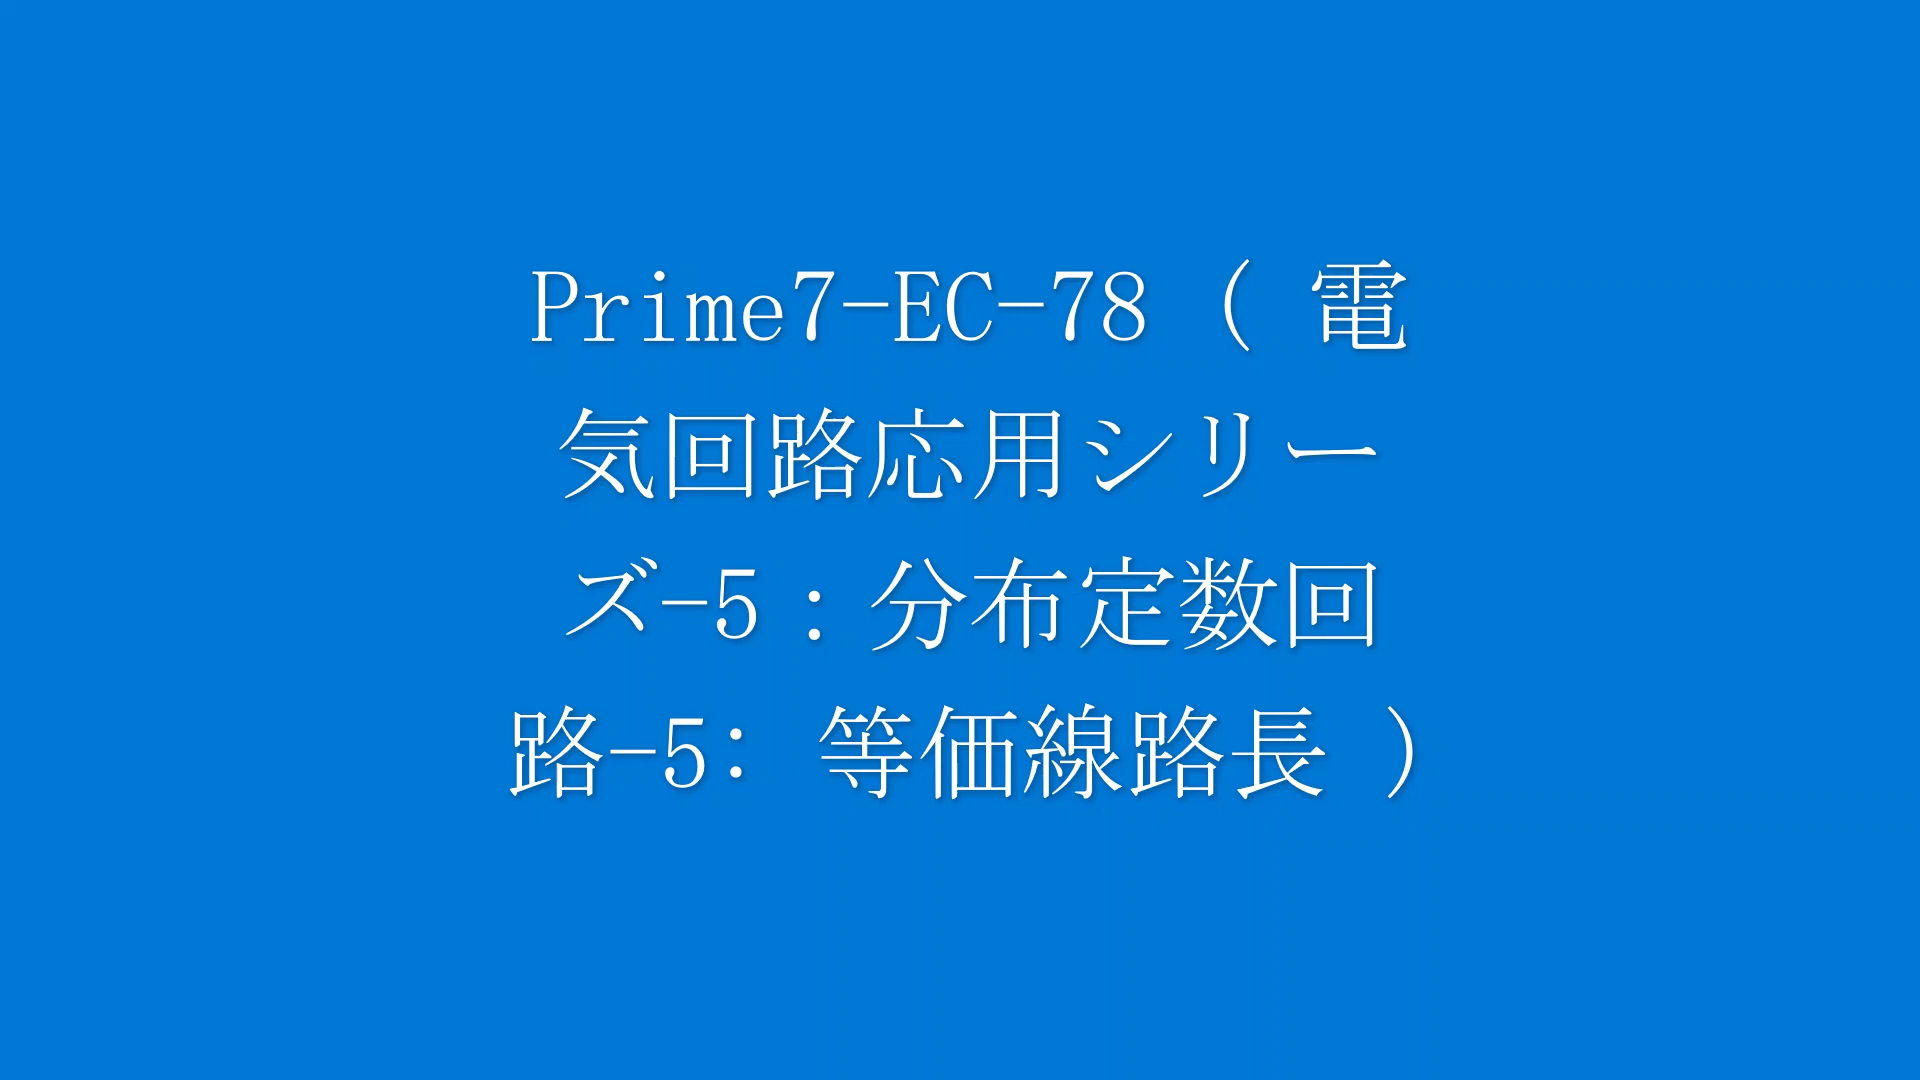 Prime7-EC-78 ( 電
気回路応用シリー
ズ-5：分布定数回
路-5: 等価線路長 )